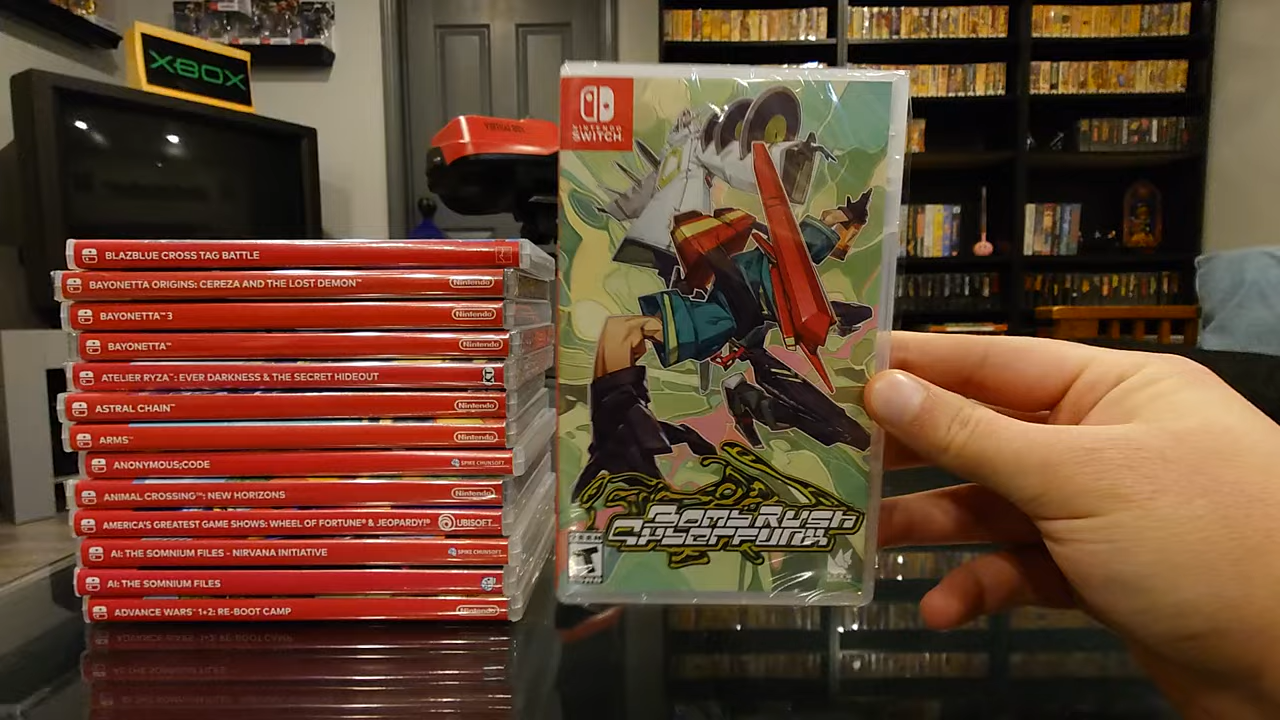 XBOX
NINTENDO
SWITCH
BLAZBLUE CROSS TAG BATTLE
BAYONETTA ORIGINS: CEREZA AND THE LOST DEMON™ Nintendo
BAYONETTA™ 3 Nintendo
BAYONETTA™ Nintendo
ATELIER RYZA™: EVER DARKNESS & THE SECRET HIDEOUT KT
ASTRAL CHAIN™ Nintendo
ARMS™ Nintendo
ANONYMOUS;CODE SPIKE CHUNSOFT
ANIMAL CROSSING™: NEW HORIZONS Nintendo
AMERICA'S GREATEST GAME SHOWS: WHEEL OF FORTUNE® & JEOPARDY!® UBISOFT
AI: THE SOMNIUM FILES - NIRVANA INITIATIVE SPIKE CHUNSOFT
AI: THE SOMNIUM FILES
ADVANCE WARS™ 1+2: RE-BOOT CAMP Nintendo
BOMB RUSH
CYBERFUNK
TEEN
T